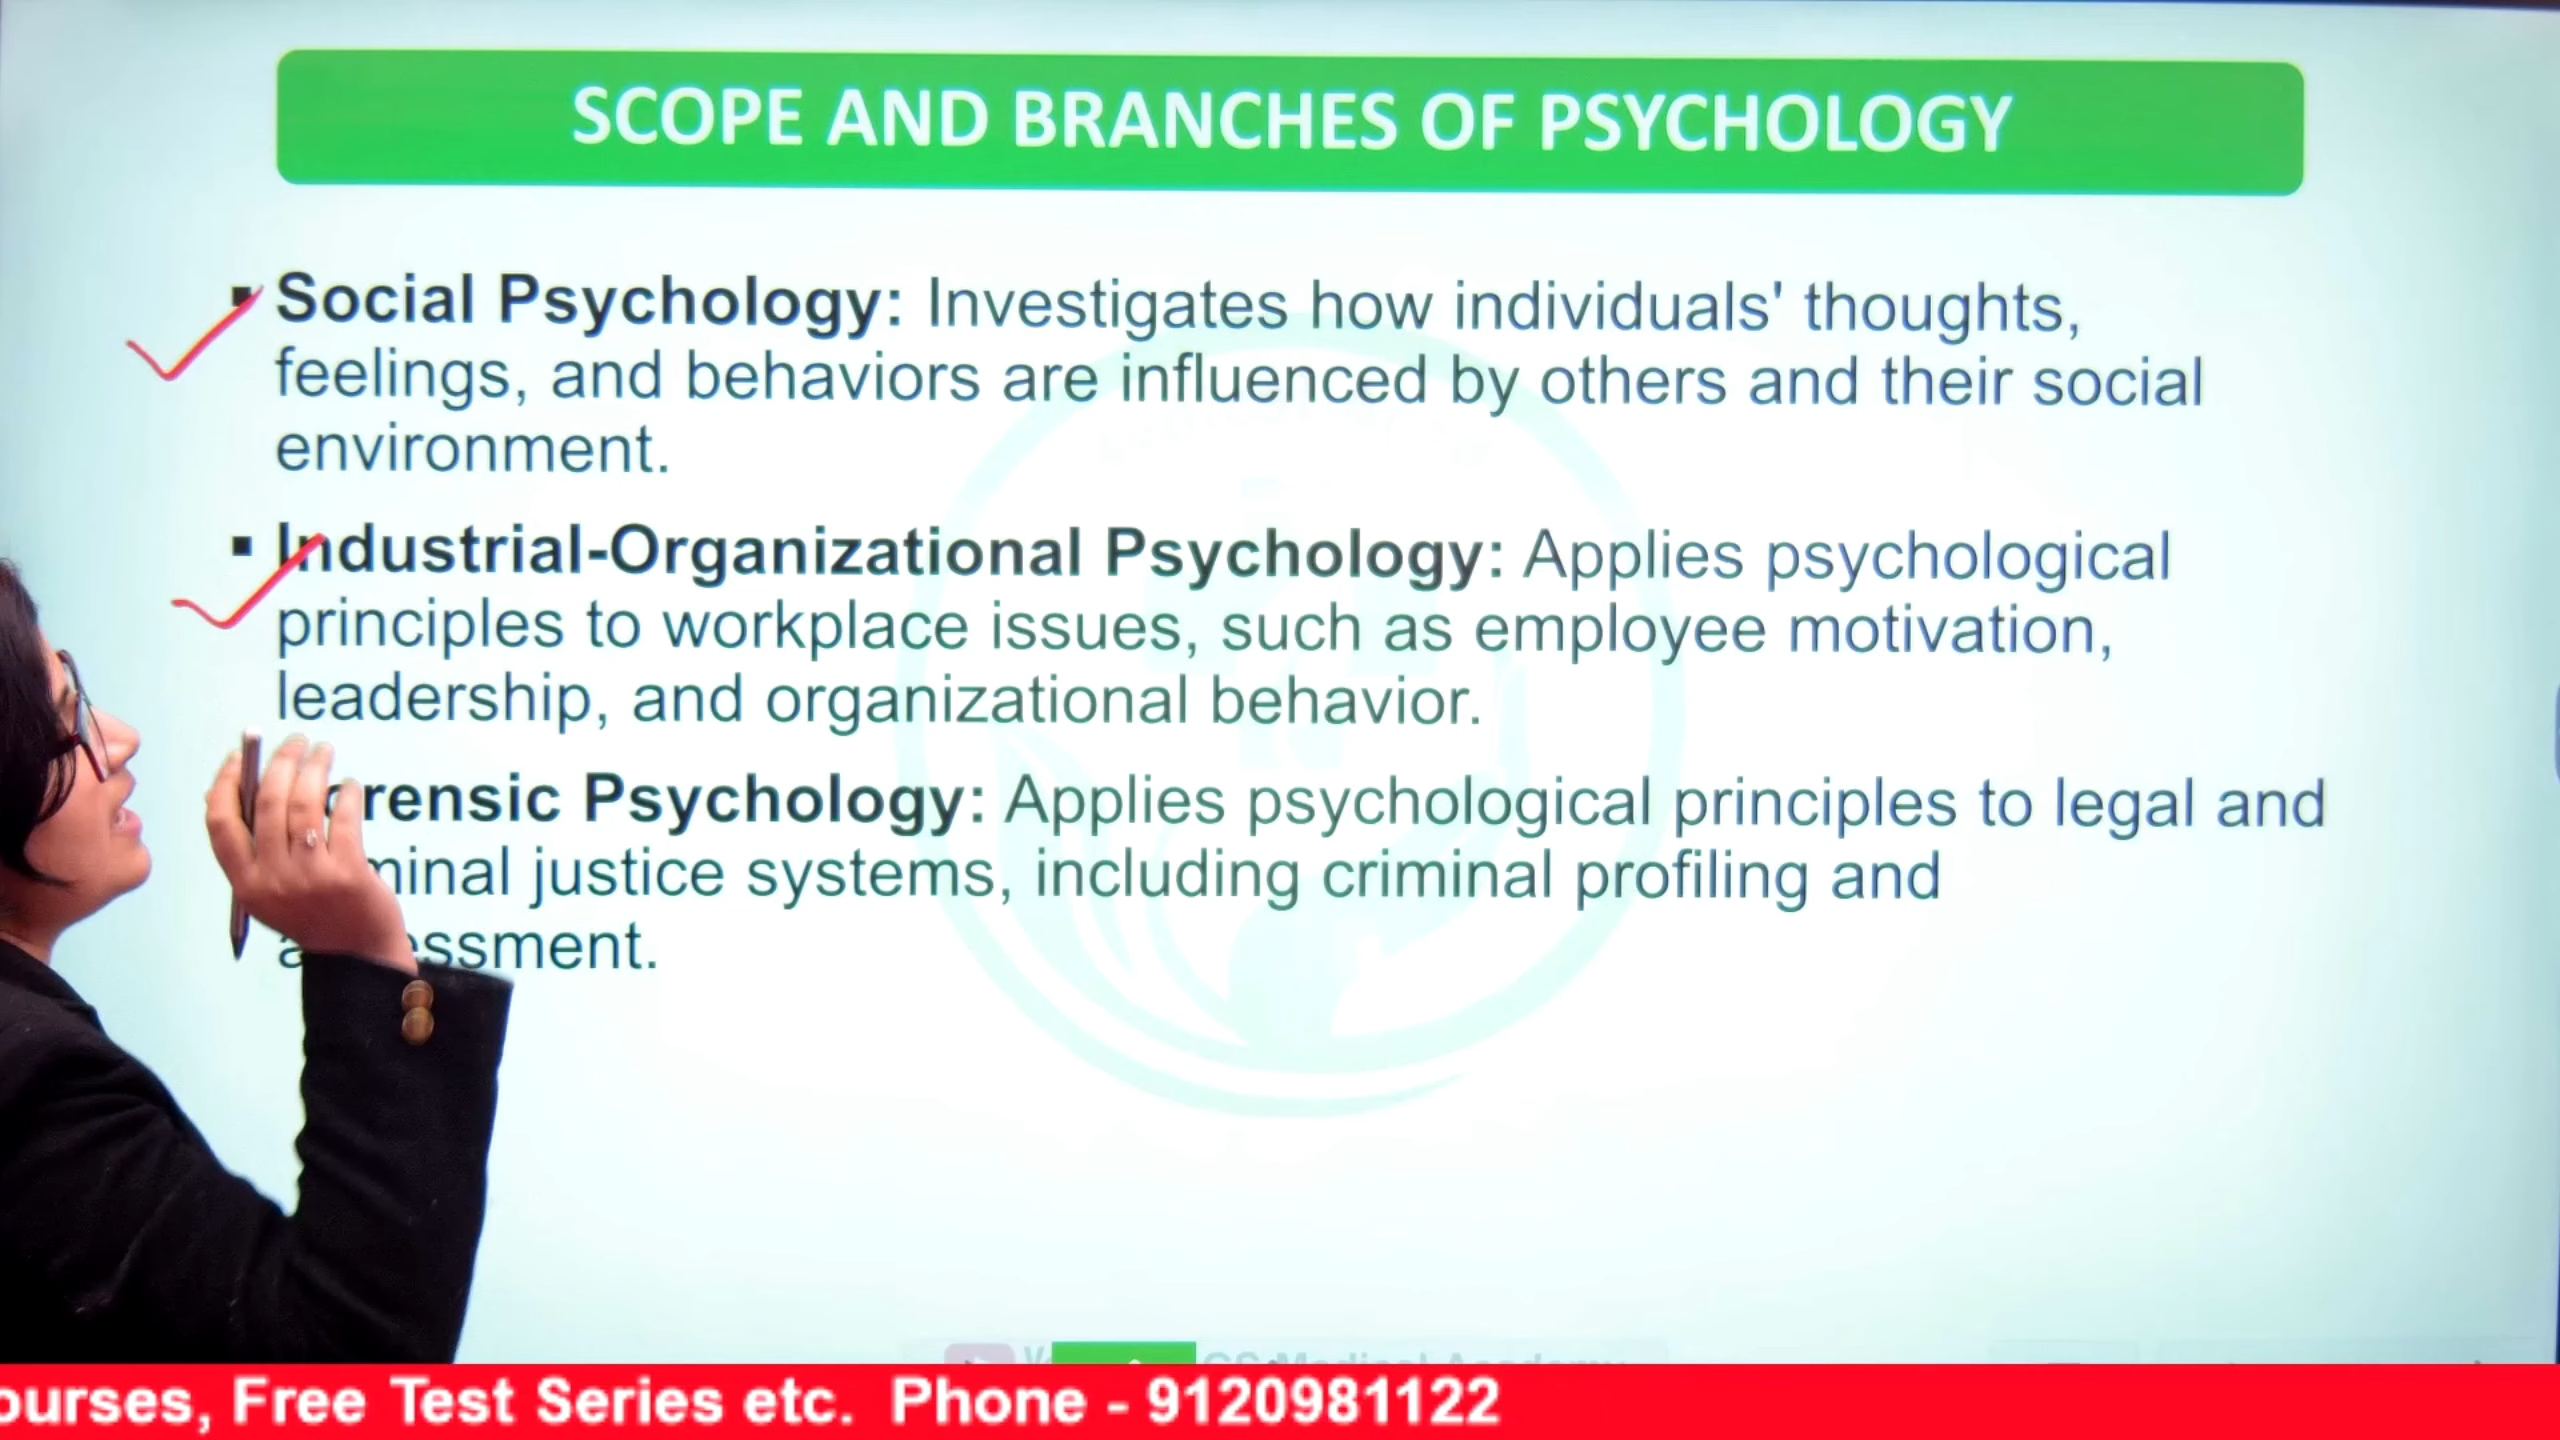 SCOPE AND BRANCHES OF PSYCHOLOGY
▪ Social Psychology: Investigates how individuals' thoughts,
feelings, and behaviors are influenced by others and their social
environment.
▪ Industrial-Organizational Psychology: Applies psychological
principles to workplace issues, such as employee motivation,
leadership, and organizational behavior.
Psychology: Applies psychological principles to legal and
justice systems, including criminal profiling and
Medical Academy
Free Test Series etc. Phone - 9120981122